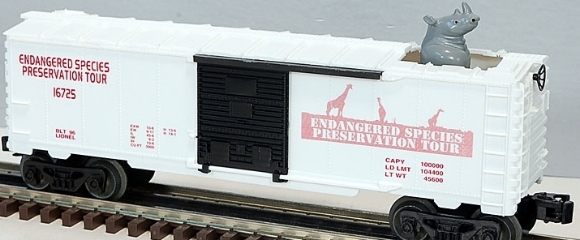 ENDANGERED SPECIES
PRESERVATION TOUR
16725
BLT 96
LIONEL
ENDANGERED SPECIES
PRESERVATION TOUR
CAPY 100000
LD LMT 104400
LT WT 45600